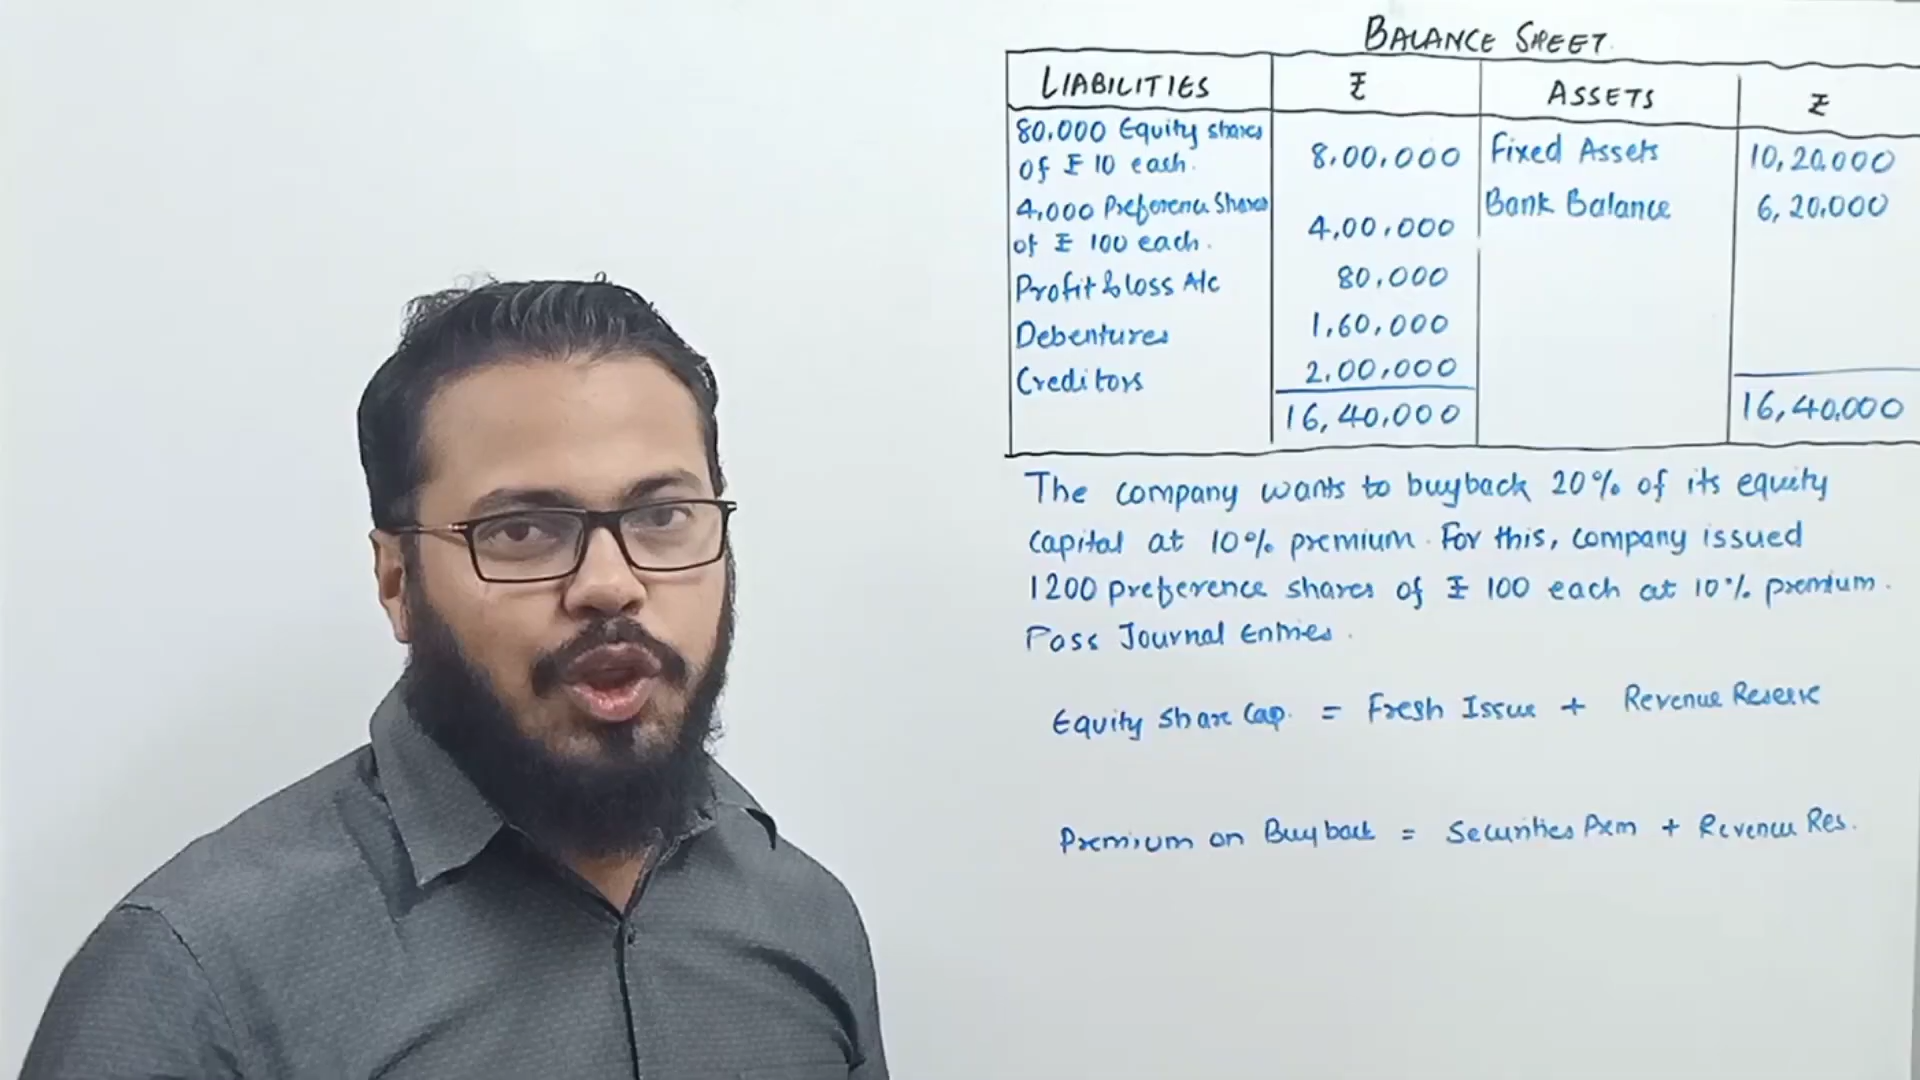 BALANCE SHEET
LIABILITIES ₹ ASSETS ₹
80,000 Equity shares
of ₹ 10 each. 8,00,000 Fixed Assets 10,20,000
4,000 Preference Shares Bank Balance 6,20,000
of ₹ 100 each. 4,00,000
Profit & loss A/c 80,000
Debentures 1,60,000
Creditors 2,00,000
16,40,000 16,40,000
The company wants to buyback 20% of its equity
capital at 10% premium. For this, company issued
1200 preference shares of ₹ 100 each at 10% premium.
Pass Journal Entries.
Equity Share Cap. = Fresh Issue + Revenue Reserve
Premium on Buyback = Securities Prem + Revenue Res.